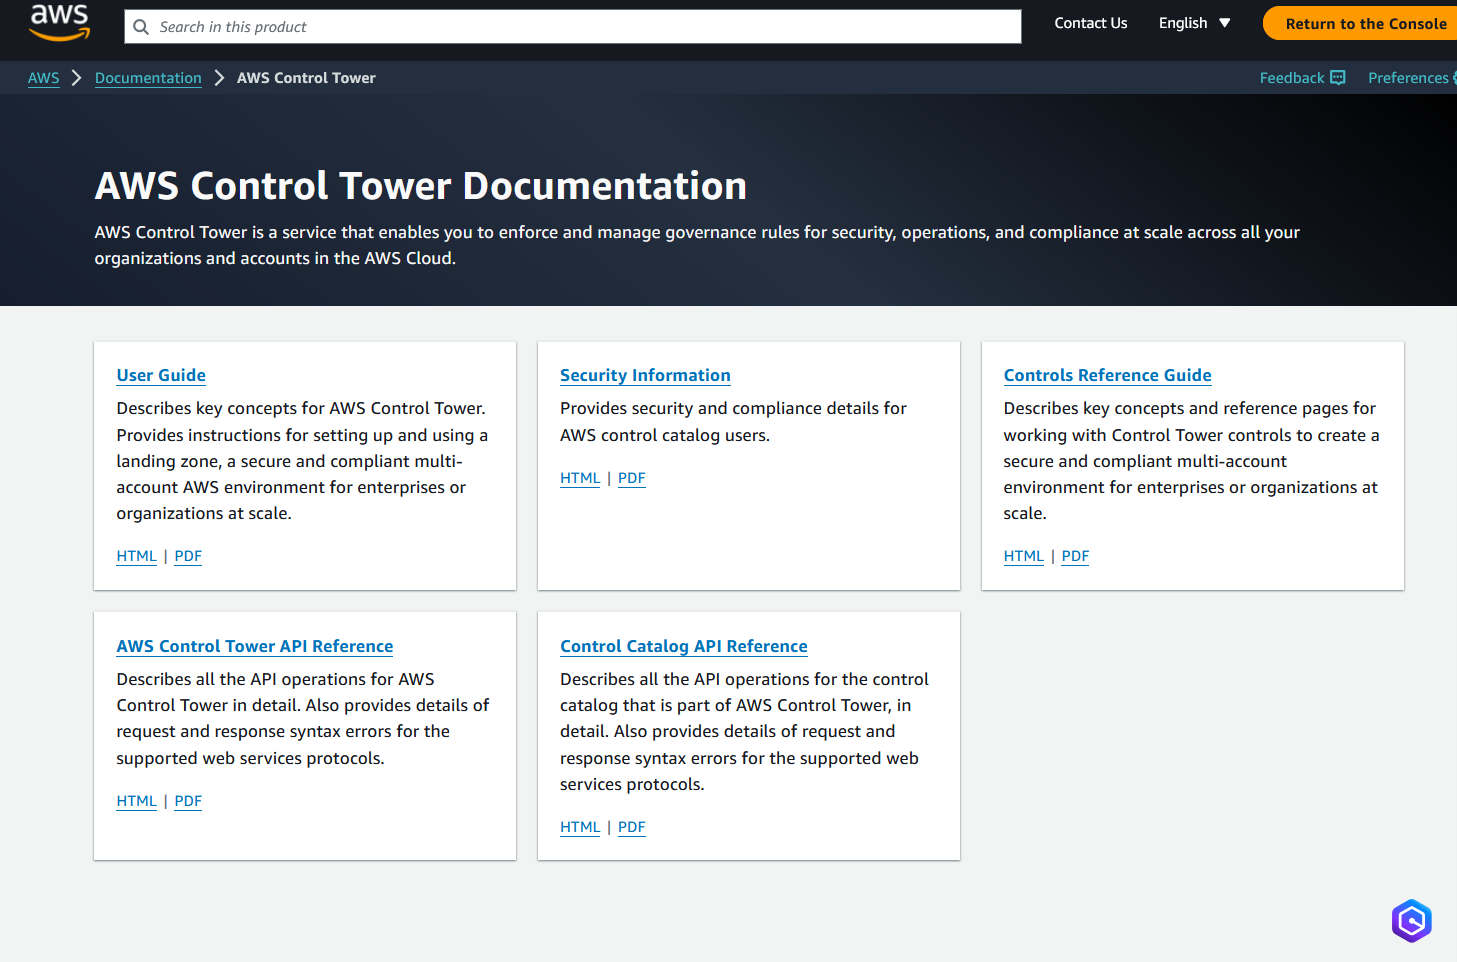 aws
Search in this product
Contact Us
English
Return to the Console
AWS
Documentation
AWS Control Tower
Feedback
Preferences
AWS Control Tower Documentation
AWS Control Tower is a service that enables you to enforce and manage governance rules for security, operations, and compliance at scale across all your
organizations and accounts in the AWS Cloud.
User Guide
Describes key concepts for AWS Control Tower.
Provides instructions for setting up and using a
landing zone, a secure and compliant multi-
account AWS environment for enterprises or
organizations at scale.
HTML | PDF
Security Information
Provides security and compliance details for
AWS control catalog users.
HTML | PDF
Controls Reference Guide
Describes key concepts and reference pages for
working with Control Tower controls to create a
secure and compliant multi-account
environment for enterprises or organizations at
scale.
HTML | PDF
AWS Control Tower API Reference
Describes all the API operations for AWS
Control Tower in detail. Also provides details of
request and response syntax errors for the
supported web services protocols.
HTML | PDF
Control Catalog API Reference
Describes all the API operations for the control
catalog that is part of AWS Control Tower, in
detail. Also provides details of request and
response syntax errors for the supported web
services protocols.
HTML | PDF